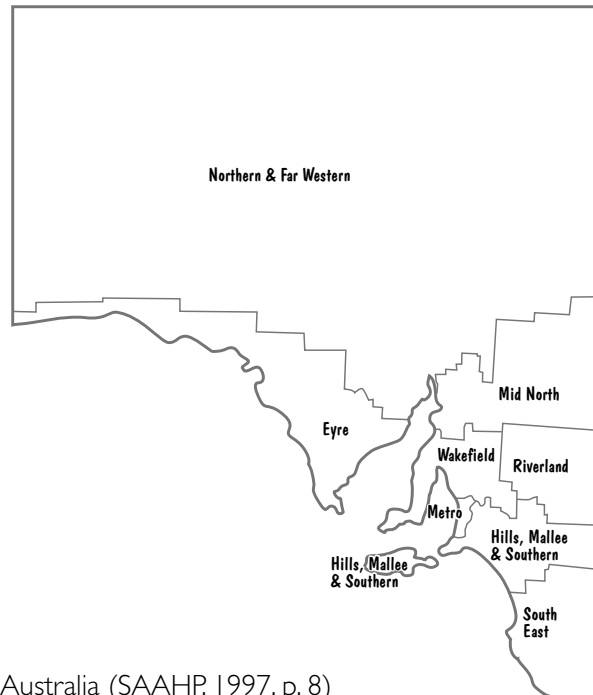 Northern & Far Western
Mid North
Eyre
Wakefield
Riverland
Metro
Hills, Mallee
& Southern
Hills, Mallee
& Southern
South
East
Australia (SAAHP, 1997, p. 8)